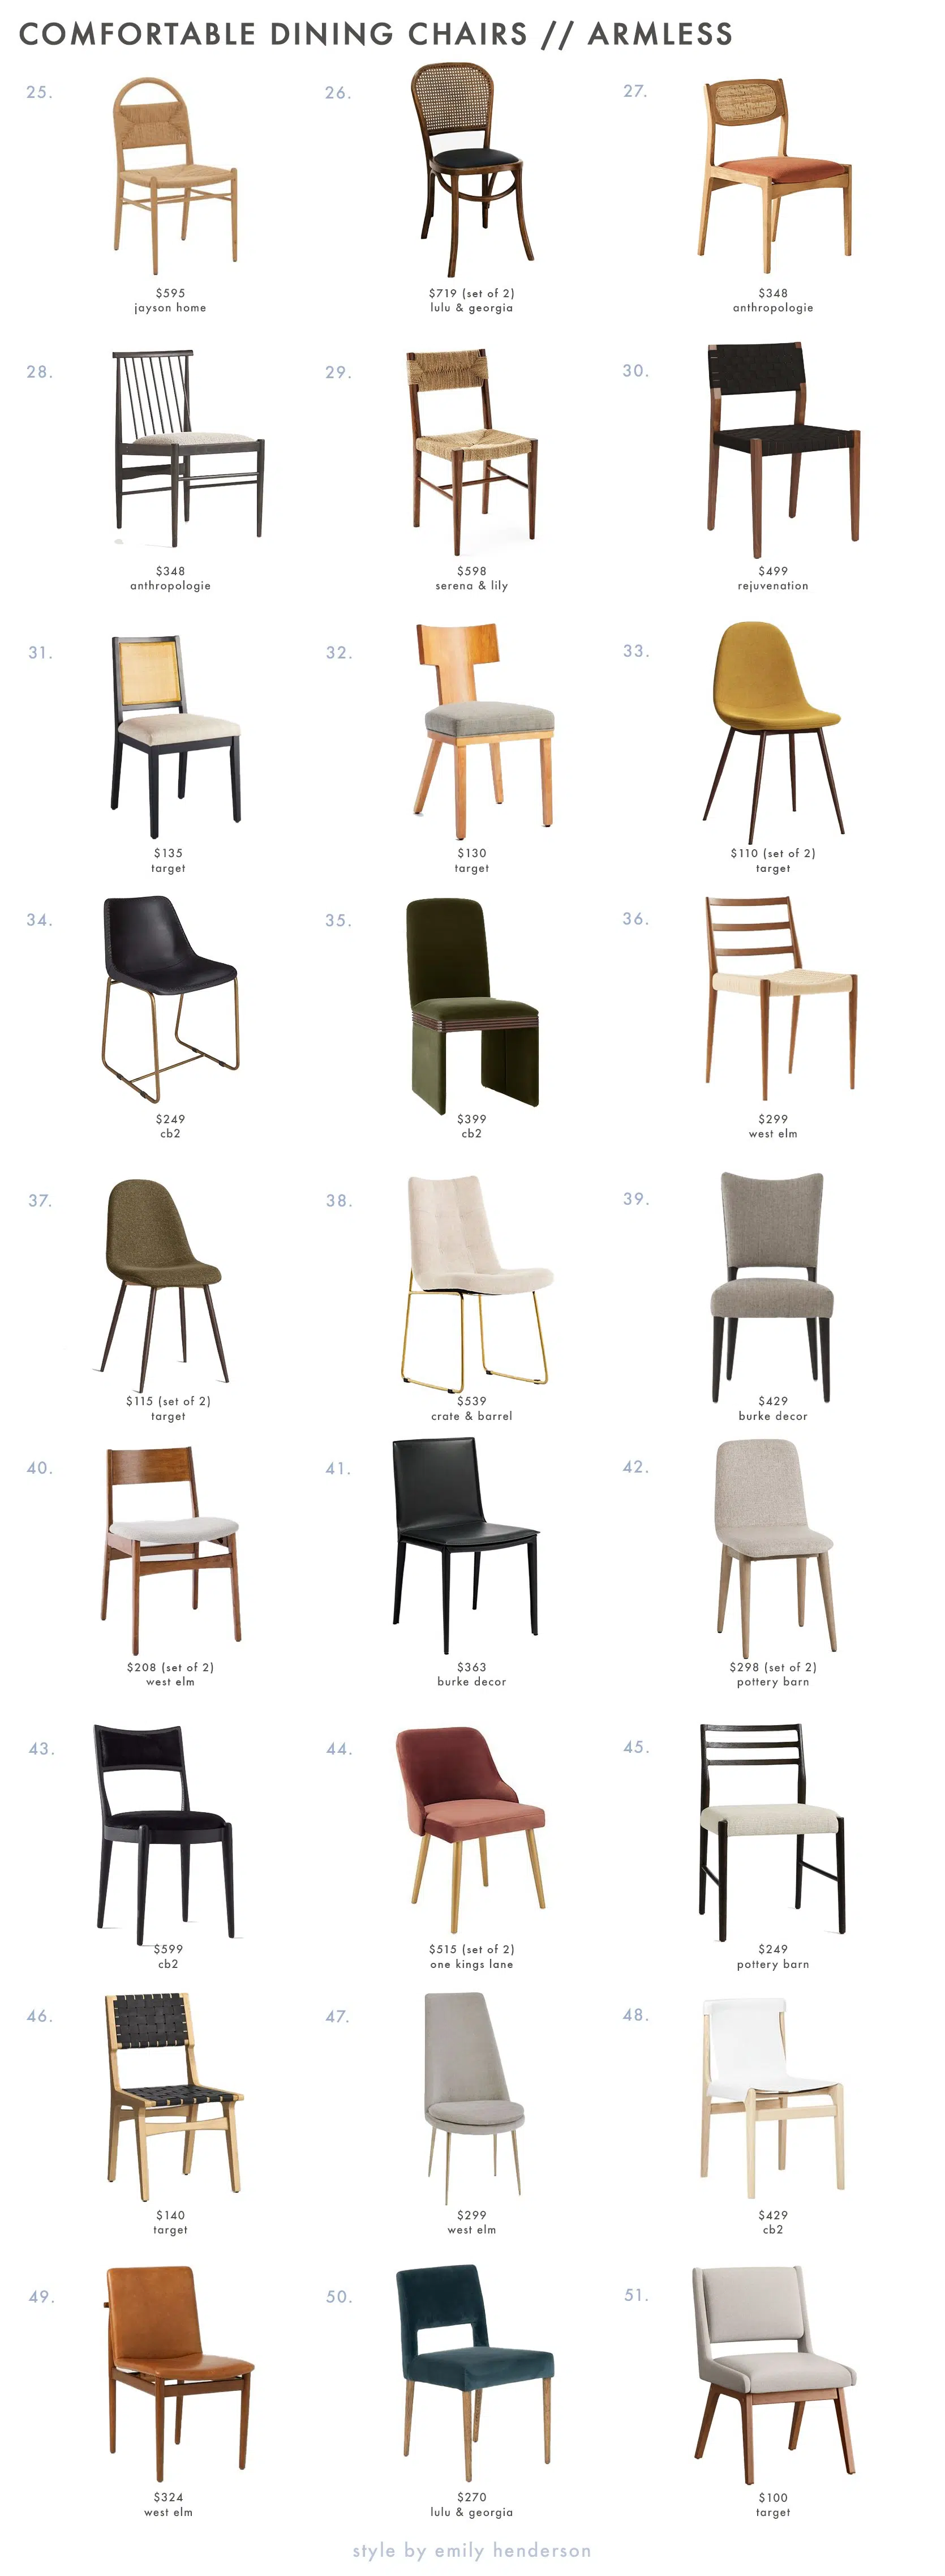 COMFORTABLE DINING CHAIRS // ARMLESS
25.
26.
27.
$595
jayson home
$719 (set of 2)
lulu & georgia
$348
anthropologie
28.
29.
30.
$348
anthropologie
$598
serena & lily
$499
rejuvenation
31.
32.
33.
$135
target
$130
target
$110 (set of 2)
target
34.
35.
36.
$249
cb2
$399
cb2
$299
west elm
37.
38.
39.
$115 (set of 2)
target
$539
crate & barrel
$429
burke decor
40.
41.
42.
$208 (set of 2)
west elm
$363
burke decor
$298 (set of 2)
pottery barn
43.
44.
45.
$599
cb2
$515 (set of 2)
one kings lane
$249
pottery barn
46.
47.
48.
$140
target
$299
west elm
$429
cb2
49.
50.
51.
$324
west elm
$270
lulu & georgia
$100
target
style by emily henderson